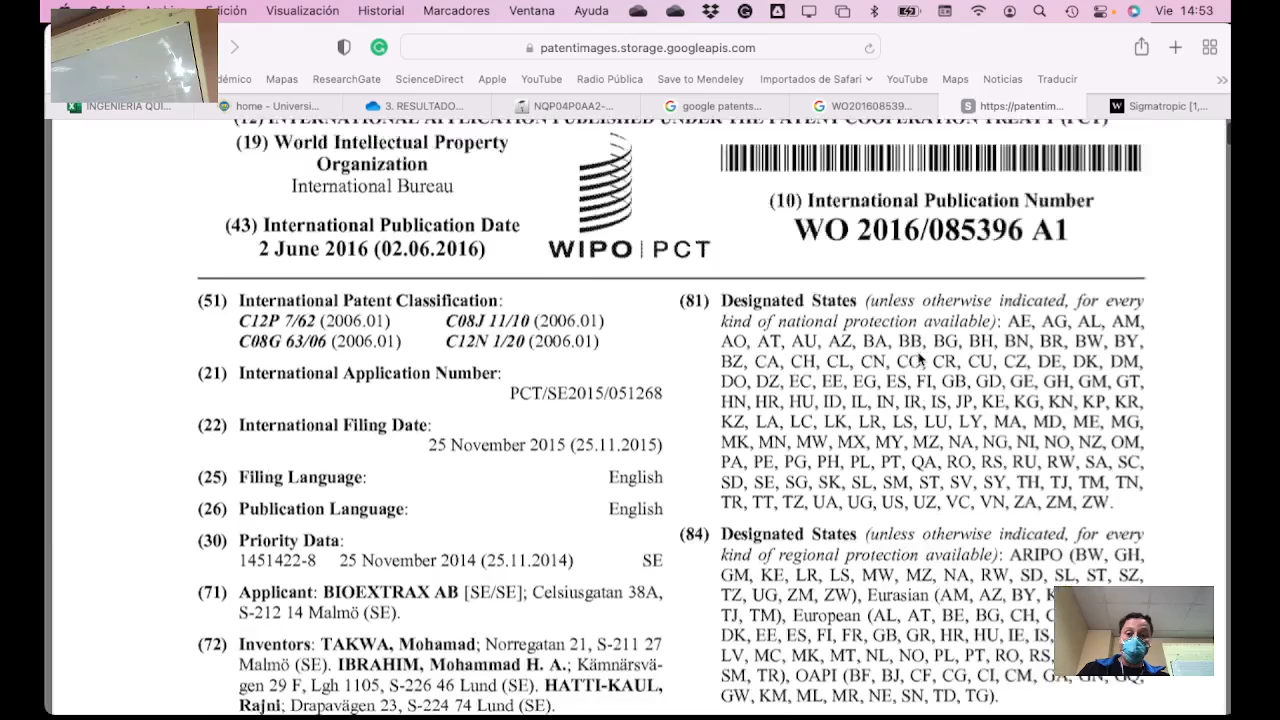 Edición Visualización Historial Marcadores Ventana Ayuda Vie 14:53
patentimages.storage.googleapis.com
démico Mapas ResearchGate ScienceDirect Apple YouTube Radio Pública Save to Mendeley Importados de Safari YouTube Maps Noticias Traducir
INGENIERIA QUI... home - Universi... 3. RESULTADO... NQP04P0AA2-... google patents... WO201608539... https://patentim... Sigmatropic [1,...
(12) INTERNATIONAL APPLICATION PUBLISHED UNDER THE PATENT COOPERATION TREATY (PCT)
(19) World Intellectual Property
Organization
International Bureau
(43) International Publication Date
2 June 2016 (02.06.2016)
WIPO | PCT
(10) International Publication Number
WO 2016/085396 A1
(51) International Patent Classification:
C12P 7/62 (2006.01) C08J 11/10 (2006.01)
C08G 63/06 (2006.01) C12N 1/20 (2006.01)
(21) International Application Number:
PCT/SE2015/051268
(22) International Filing Date:
25 November 2015 (25.11.2015)
(25) Filing Language: English
(26) Publication Language: English
(30) Priority Data:
1451422-8 25 November 2014 (25.11.2014) SE
(71) Applicant: BIOEXTRAX AB [SE/SE]; Celsiusgatan 38A,
S-212 14 Malmö (SE).
(72) Inventors: TAKWA, Mohamad; Norregatan 21, S-211 27
Malmö (SE). IBRAHIM, Mohammad H. A.; Kämnärsvä-
gen 29 F, Lgh 1105, S-226 46 Lund (SE). HATTI-KAUL,
Rajni; Drapavägen 23, S-224 74 Lund (SE).
(81) Designated States (unless otherwise indicated, for every
kind of national protection available): AE, AG, AL, AM,
AO, AT, AU, AZ, BA, BB, BG, BH, BN, BR, BW, BY,
BZ, CA, CH, CL, CN, CO, CR, CU, CZ, DE, DK, DM,
DO, DZ, EC, EE, EG, ES, FI, GB, GD, GE, GH, GM, GT,
HN, HR, HU, ID, IL, IN, IR, IS, JP, KE, KG, KN, KP, KR,
KZ, LA, LC, LK, LR, LS, LU, LY, MA, MD, ME, MG,
MK, MN, MW, MX, MY, MZ, NA, NG, NI, NO, NZ, OM,
PA, PE, PG, PH, PL, PT, QA, RO, RS, RU, RW, SA, SC,
SD, SE, SG, SK, SL, SM, ST, SV, SY, TH, TJ, TM, TN,
TR, TT, TZ, UA, UG, US, UZ, VC, VN, ZA, ZM, ZW.
(84) Designated States (unless otherwise indicated, for every
kind of regional protection available): ARIPO (BW, GH,
GM, KE, LR, LS, MW, MZ, NA, RW, SD, SL, ST, SZ,
TZ, UG, ZM, ZW), Eurasian (AM, AZ, BY,
TJ, TM), European (AL, AT, BE, BG, CH,
DK, EE, ES, FI, FR, GB, GR, HR, HU, IE, IS,
LV, MC, MK, MT, NL, NO, PL, PT, RO, RS,
SM, TR), OAPI (BF, BJ, CF, CG, CI, CM, GA, GN, GQ,
GW, KM, ML, MR, NE, SN, TD, TG).